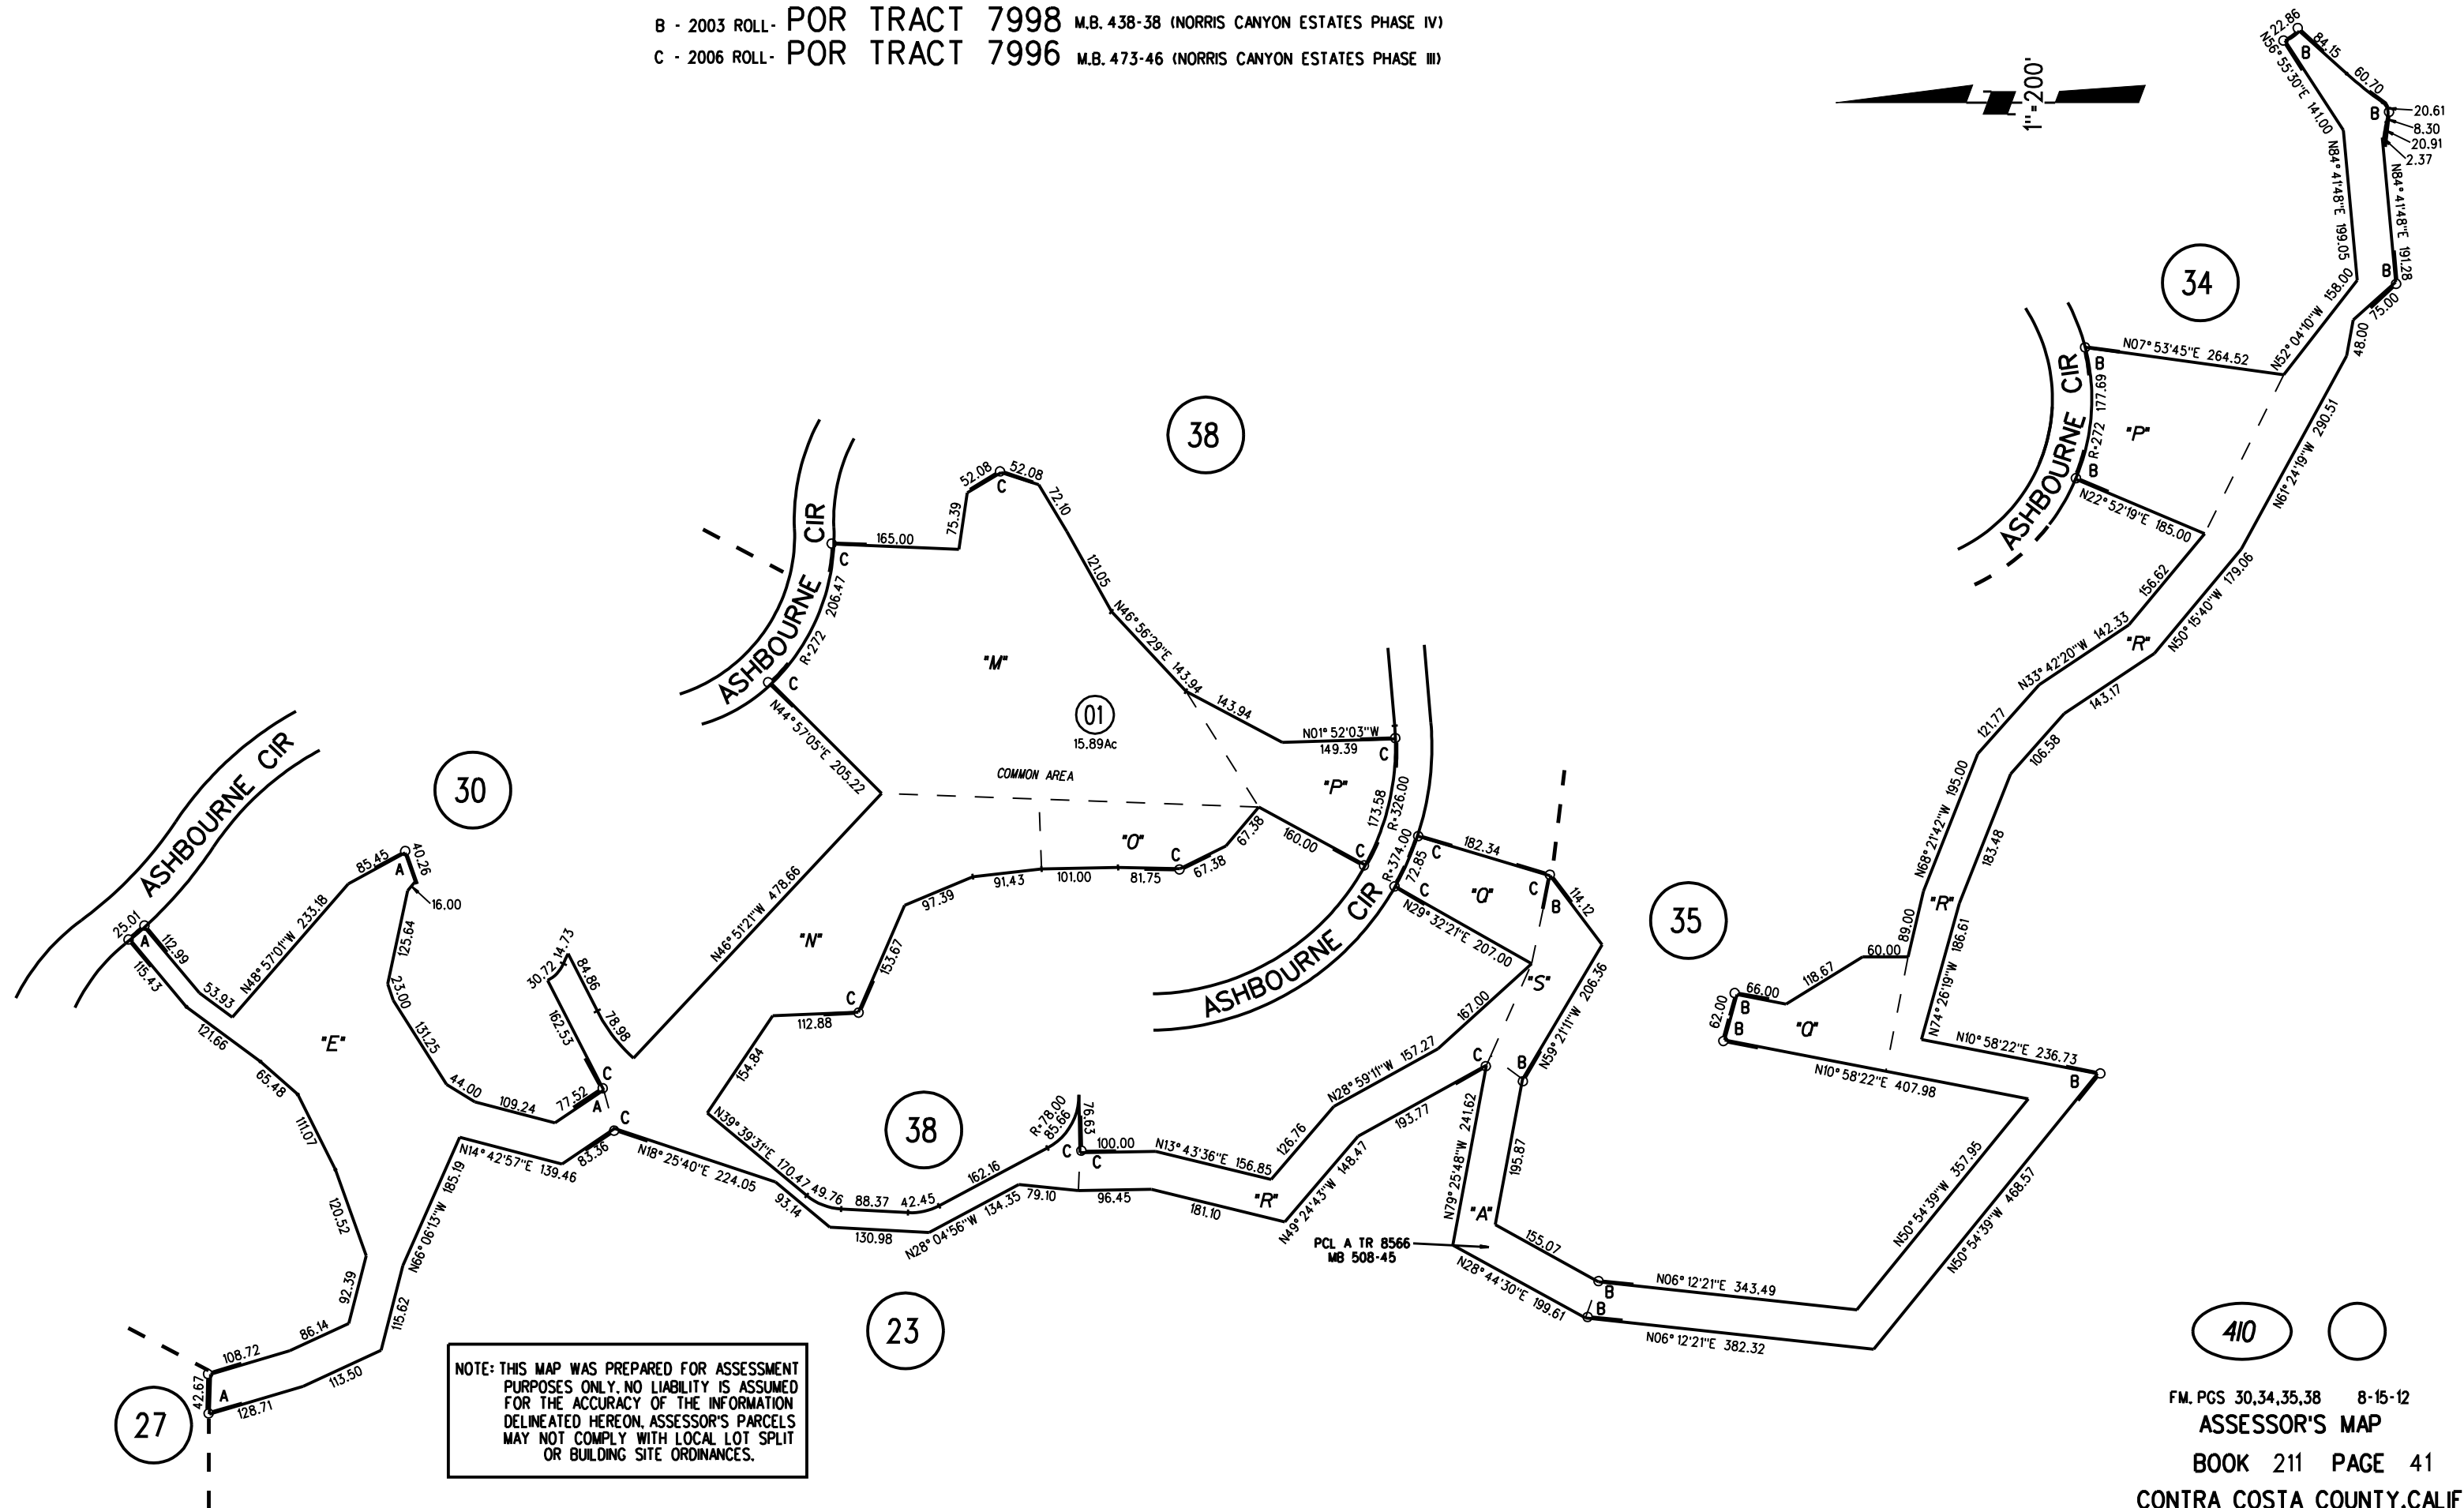 B - 2003 ROLL- POR TRACT 7998 M.B. 438-38 (NORRIS CANYON ESTATES PHASE IV)
C - 2006 ROLL- POR TRACT 7996 M.B. 473-46 (NORRIS CANYON ESTATES PHASE III)
1"=200'
22.86
B
84.15
60.70
N56°55'30"E 141.00
B
20.61
8.30
20.91
2.37
N84°41'48"E 199.05
N84°41'48"E 191.28
B
34
75.00
N52°04'10"W 158.00
48.00
N07°53'45"E 264.52
B
ASHBOURNE CIR
R=272 177.69
"P"
B
N22°52'19"E 185.00
N61°24'19"W 290.51
156.62
N50°15'40"W 179.06
N33°42'20"W 142.33
"R"
143.17
121.77
106.58
N68°21'42"W 195.00
183.48
89.00
"R"
N74°26'19"W 186.61
60.00
118.67
66.00
62.00
B
B
"Q"
N10°58'22"E 236.73
B
N10°58'22"E 407.98
N50°54'39"W 357.95
N50°54'39"W 468.57
38
52.08
52.08
C
72.10
75.39
165.00
C
CIR
ASHBOURNE
R=272 206.47
C
121.05
N46°56'29"E 143.94
143.94
"M"
01
15.89Ac
N01°52'03"W
149.39
C
COMMON AREA
"P"
173.58
R=326.00
N44°57'05"E 205.22
"O"
67.38
160.00
C
R=374.00
72.85
C
182.34
C
B
114.12
"Q"
C
N29°32'21"E 207.00
35
ASHBOURNE CIR
30
ASHBOURNE CIR
85.45
A
40.26
16.00
25.01
A
112.99
115.43
53.93
N48°57'01"W 233.18
125.64
23.00
131.25
44.00
109.24
77.52
A
C
C
30.72
14.73
84.86
78.98
162.53
N46°51'21"W 478.66
"N"
97.39
91.43
101.00
81.75
C
67.38
153.67
C
112.88
154.84
"S"
167.00
N59°21'11"W 206.36
"E"
121.66
65.48
111.07
120.52
92.39
86.14
108.72
42.67
A
128.71
113.50
115.62
N66°06'13"W 185.19
N14°42'57"E 139.46
83.36
N18°25'40"E 224.05
93.14
N39°39'31"E 170.47
49.76
88.37
42.45
162.16
38
R=78.00
85.66
76.63
C
C
100.00
N13°43'36"E 156.85
126.76
N28°59'11"W 157.27
C
B
193.77
N79°25'48"W 241.62
195.87
130.98
N28°04'56"W 134.35
79.10
96.45
181.10
"R"
N49°24'43"W 148.47
"A"
PCL A TR 8566
MB 508-45
155.07
B
N06°12'21"E 343.49
B
N28°44'30"E 199.61
N06°12'21"E 382.32
23
27
NOTE: THIS MAP WAS PREPARED FOR ASSESSMENT
PURPOSES ONLY. NO LIABILITY IS ASSUMED
FOR THE ACCURACY OF THE INFORMATION
DELINEATED HEREON. ASSESSOR'S PARCELS
MAY NOT COMPLY WITH LOCAL LOT SPLIT
OR BUILDING SITE ORDINANCES.
410
FM. PGS 30,34,35,38 8-15-12
ASSESSOR'S MAP
BOOK 211 PAGE 41
CONTRA COSTA COUNTY, CALIF